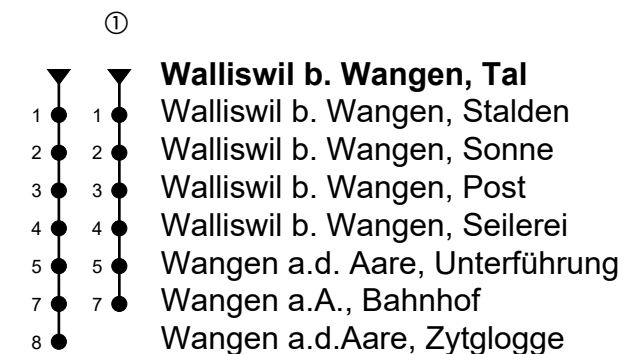 ①
Walliswil b. Wangen, Tal
1 1 Walliswil b. Wangen, Stalden
2 2 Walliswil b. Wangen, Sonne
3 3 Walliswil b. Wangen, Post
4 4 Walliswil b. Wangen, Seilerei
5 5 Wangen a.d. Aare, Unterführung
7 7 Wangen a.A., Bahnhof
8 Wangen a.d.Aare, Zytglogge